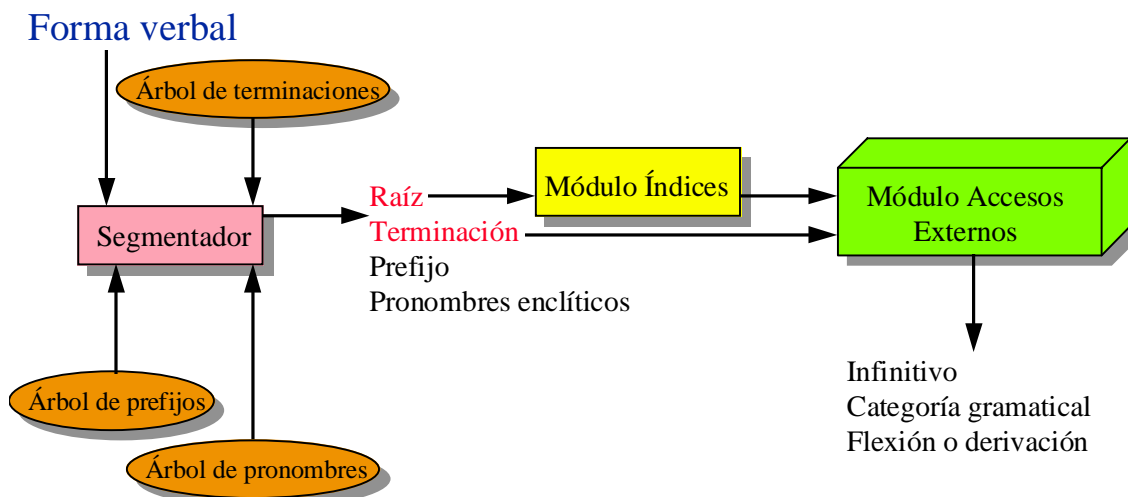 Forma verbal
Árbol de terminaciones
Segmentador
Árbol de prefijos
Árbol de pronombres
Raíz
Terminación
Prefijo
Pronombres enclíticos
Módulo Índices
Módulo Accesos
Externos
Infinitivo
Categoría gramatical
Flexión o derivación